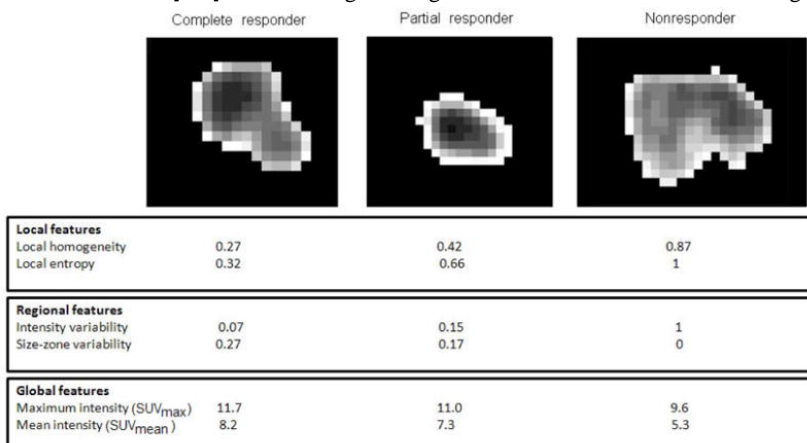 Complete responder Partial responder Nonresponder
Local features
Local homogeneity 0.27 0.42 0.87
Local entropy 0.32 0.66 1
Regional features
Intensity variability 0.07 0.15 1
Size-zone variability 0.27 0.17 0
Global features
Maximum intensity (SUVmax) 11.7 11.0 9.6
Mean intensity (SUVmean) 8.2 7.3 5.3